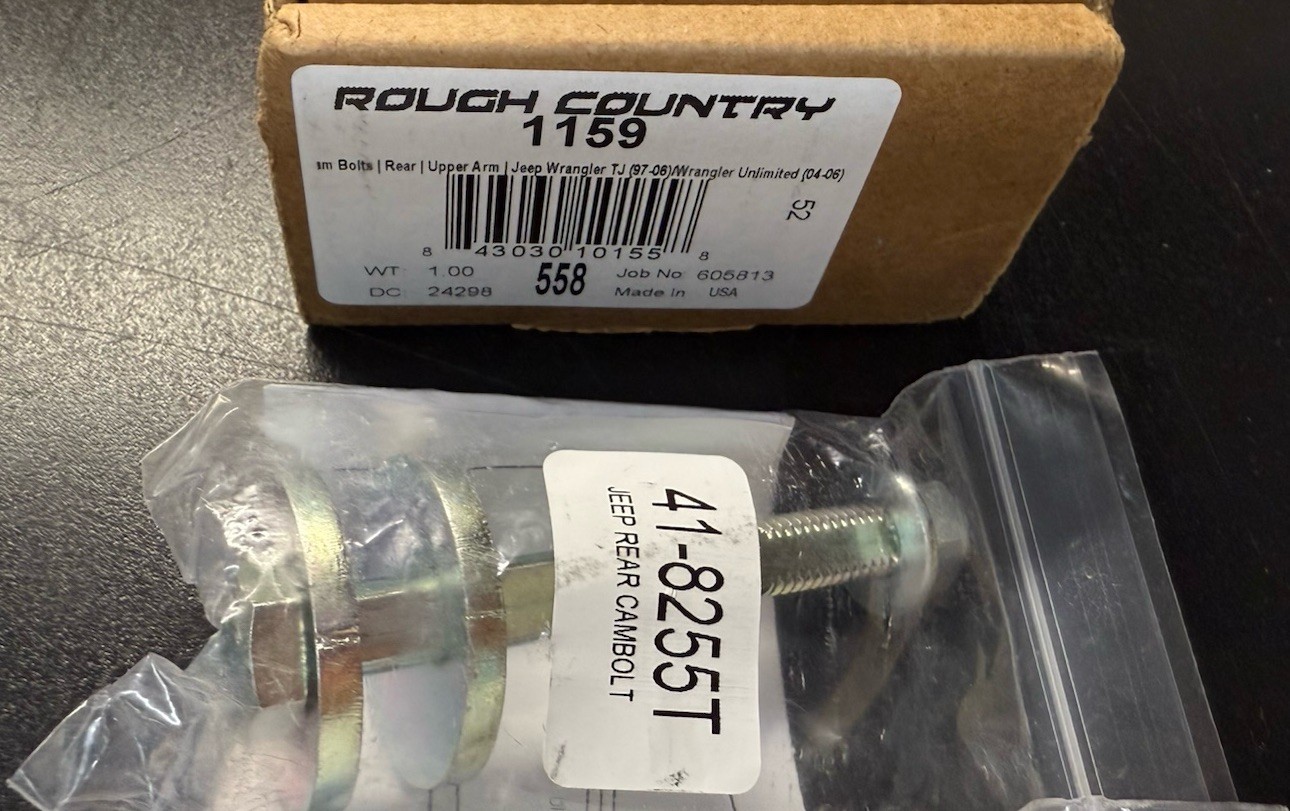 ROUGH COUNTRY
1159
am Bolts | Rear | Upper Arm | Jeep Wrangler TJ (97-06)/Wrangler Unlimited (04-06)
52
8 43030 10155 8
WT: 1.00 558 Job No: 605813
DC: 24298 Made In USA
41-8255T
JEEP REAR CAMBOLT